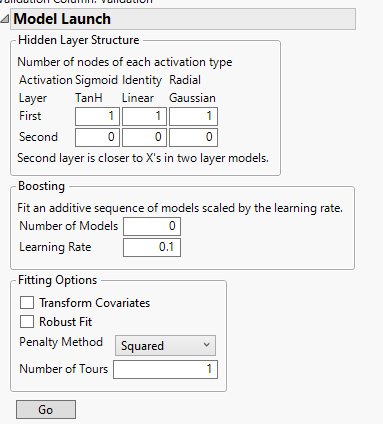 Validation Column: Validation
Model Launch
Hidden Layer Structure
Number of nodes of each activation type
Activation Sigmoid Identity Radial
Layer TanH Linear Gaussian
First 1 1 1
Second 0 0 0
Second layer is closer to X's in two layer models.
Boosting
Fit an additive sequence of models scaled by the learning rate.
Number of Models 0
Learning Rate 0.1
Fitting Options
Transform Covariates
Robust Fit
Penalty Method Squared
Number of Tours 1
Go